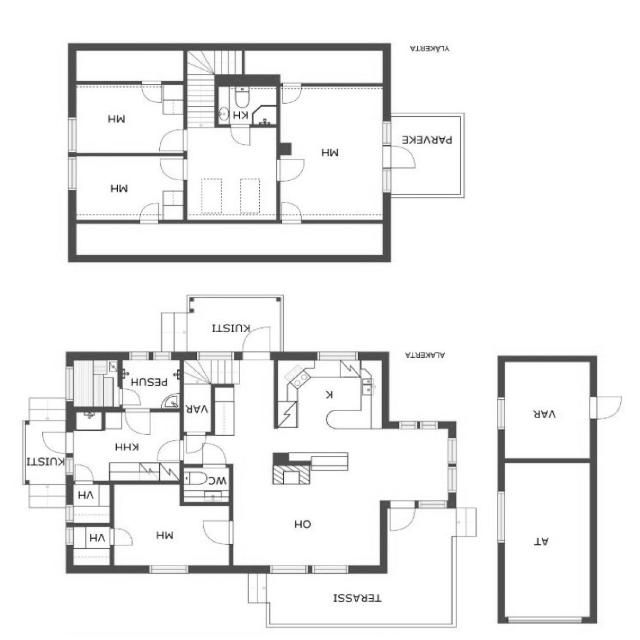 YLÄKERTA
MH
KH
MH
PARVEKE
MH
KUISTI
ALAKERTA
PESUH
K
VAR
VAR
KHH
KUISTI
WC
VH
OH
MH
VH
AT
TERASSI